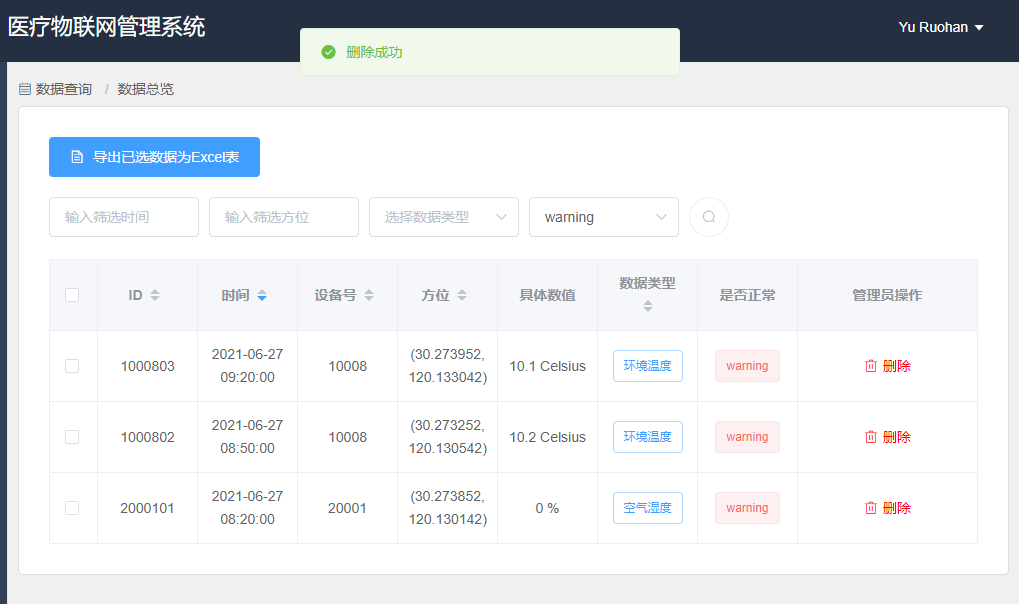 医疗物联网管理系统
删除成功
Yu Ruohan
数据查询 / 数据总览
导出已选数据为Excel表
输入筛选时间 输入筛选方位 选择数据类型 warning
ID 时间 设备号 方位 具体数值 数据类型 是否正常 管理员操作
1000803 2021-06-27 09:20:00 10008 (30.273952, 120.133042) 10.1 Celsius 环境温度 warning 删除
1000802 2021-06-27 08:50:00 10008 (30.273252, 120.130542) 10.2 Celsius 环境温度 warning 删除
2000101 2021-06-27 08:20:00 20001 (30.273852, 120.130142) 0 % 空气湿度 warning 删除